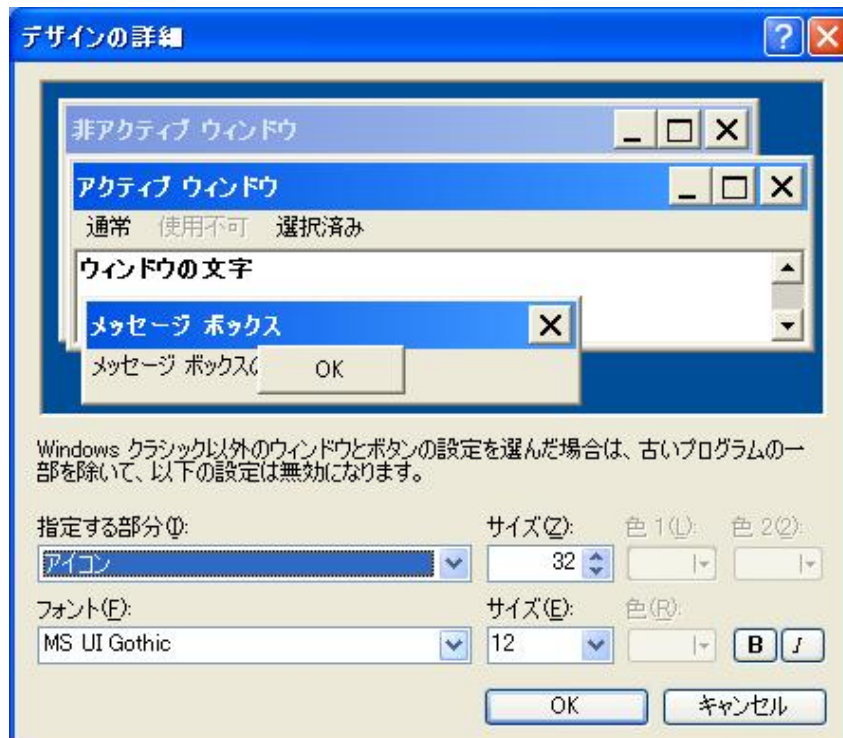 デザインの詳細
非アクティブ ウィンドウ
アクティブ ウィンドウ
通常 使用不可 選択済み
ウィンドウの文字
メッセージ ボックス
メッセージ ボックスの
OK
Windows クラシック以外のウィンドウとボタンの設定を選んだ場合は、古いプログラムの一
部を除いて、以下の設定は無効になります。
指定する部分(I): サイズ(Z): 色 1(L): 色 2(2):
アイコン 32
フォント(F): サイズ(E): 色(R):
MS UI Gothic 12 B I
OK キャンセル